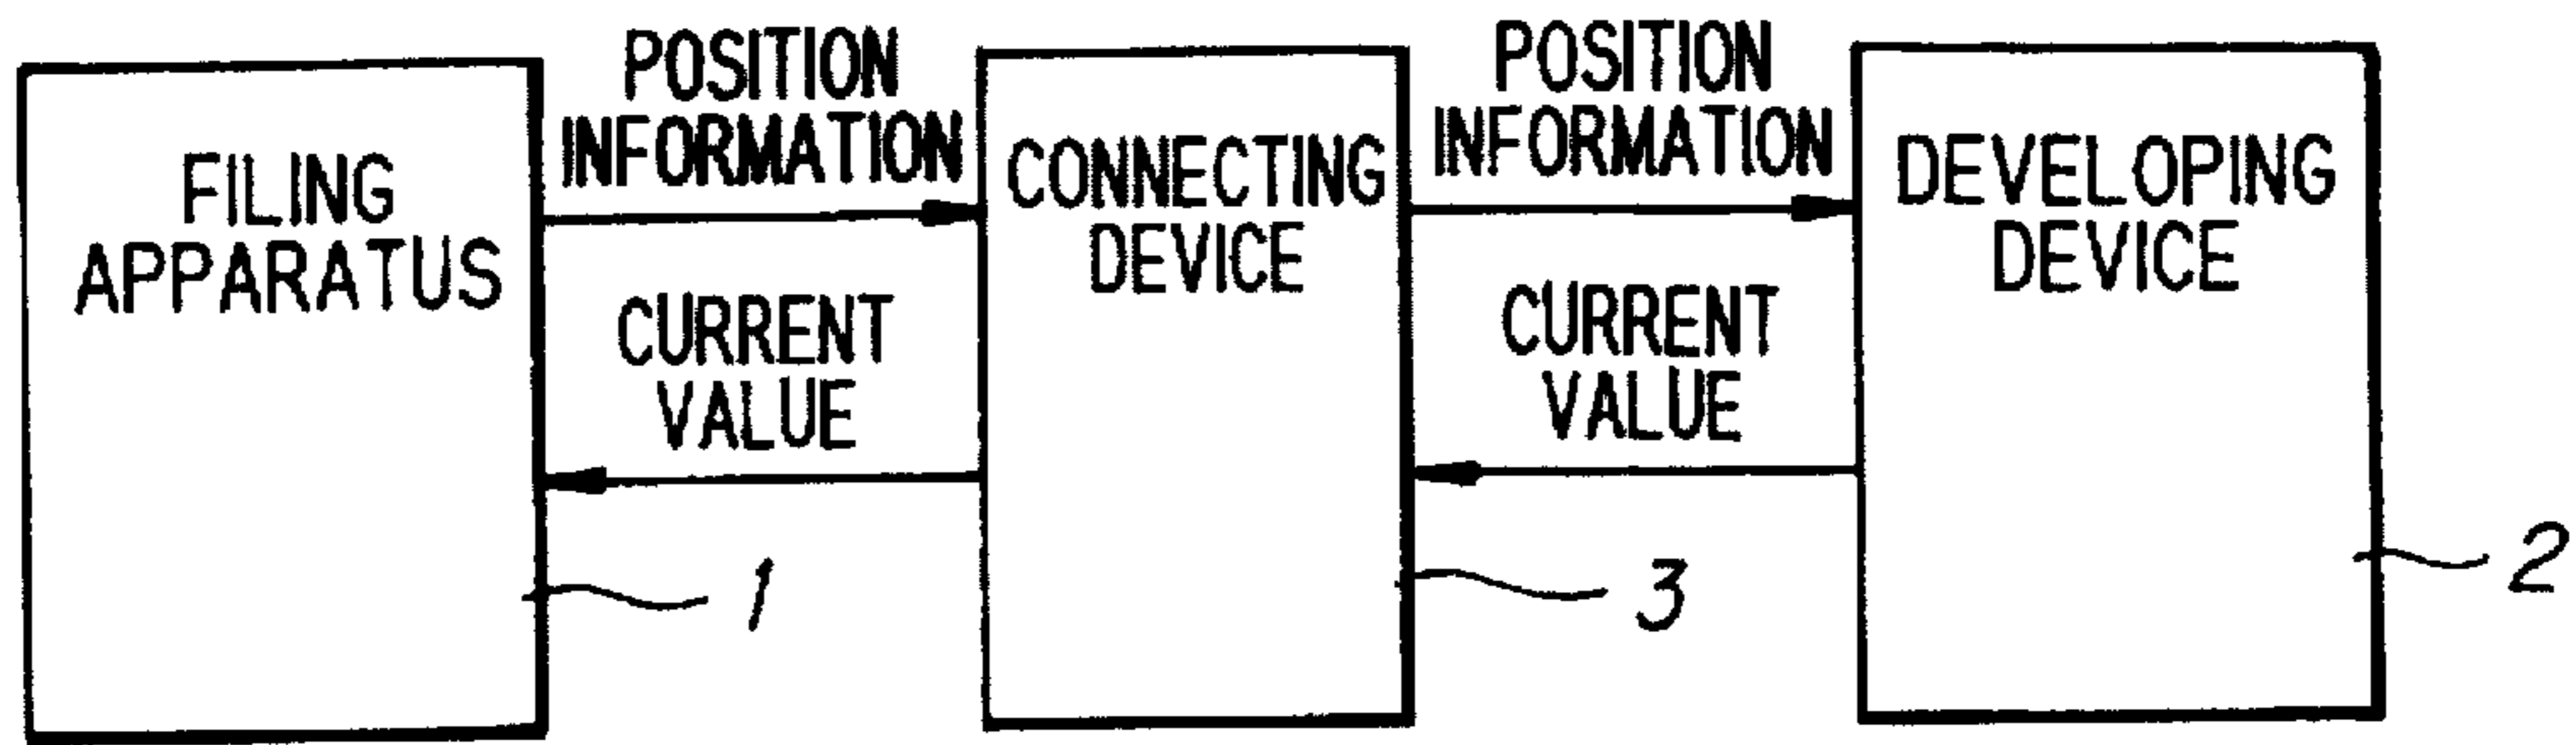 FILING
APPARATUS
POSITION
INFORMATION
CURRENT
VALUE
1
CONNECTING
DEVICE
POSITION
INFORMATION
CURRENT
VALUE
3
DEVELOPING
DEVICE
2